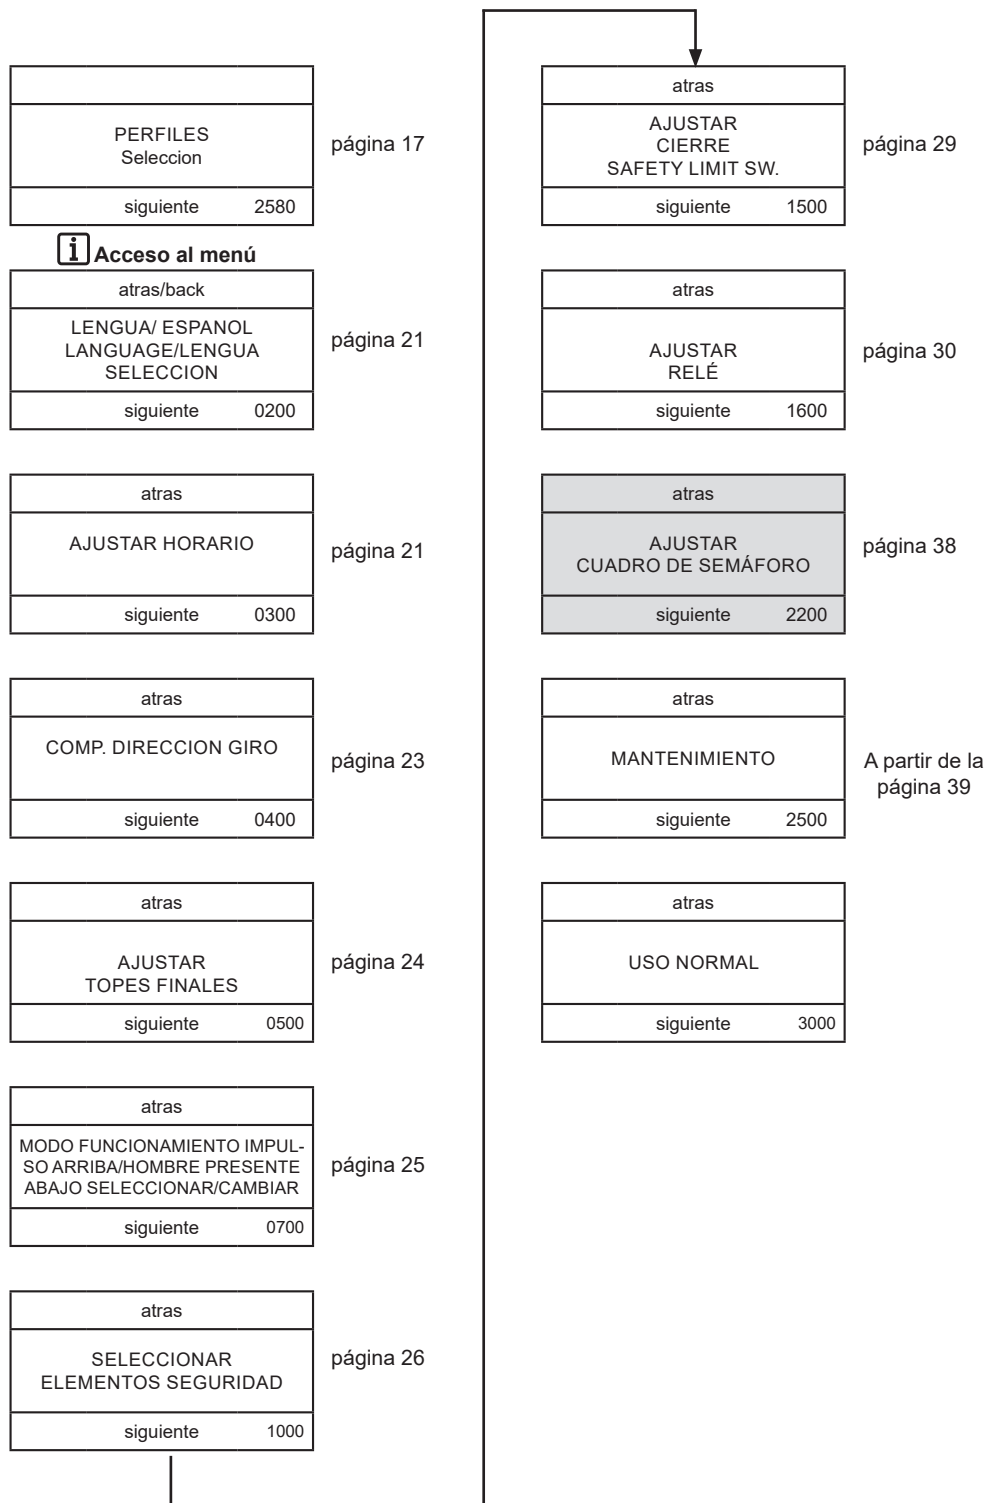 PERFILES
Seleccion
siguiente 2580
página 17
i Acceso al menú
atras/back
LENGUA/ ESPANOL
LANGUAGE/LENGUA
SELECCION
siguiente 0200
página 21
atras
AJUSTAR HORARIO
siguiente 0300
página 21
atras
COMP. DIRECCION GIRO
siguiente 0400
página 23
atras
AJUSTAR
TOPES FINALES
siguiente 0500
página 24
atras
MODO FUNCIONAMIENTO IMPUL-
SO ARRIBA/HOMBRE PRESENTE
ABAJO SELECCIONAR/CAMBIAR
siguiente 0700
página 25
atras
SELECCIONAR
ELEMENTOS SEGURIDAD
siguiente 1000
página 26
atras
AJUSTAR
CIERRE
SAFETY LIMIT SW.
siguiente 1500
página 29
atras
AJUSTAR
RELÉ
siguiente 1600
página 30
atras
AJUSTAR
CUADRO DE SEMÁFORO
siguiente 2200
página 38
atras
MANTENIMIENTO
siguiente 2500
A partir de la
página 39
atras
USO NORMAL
siguiente 3000